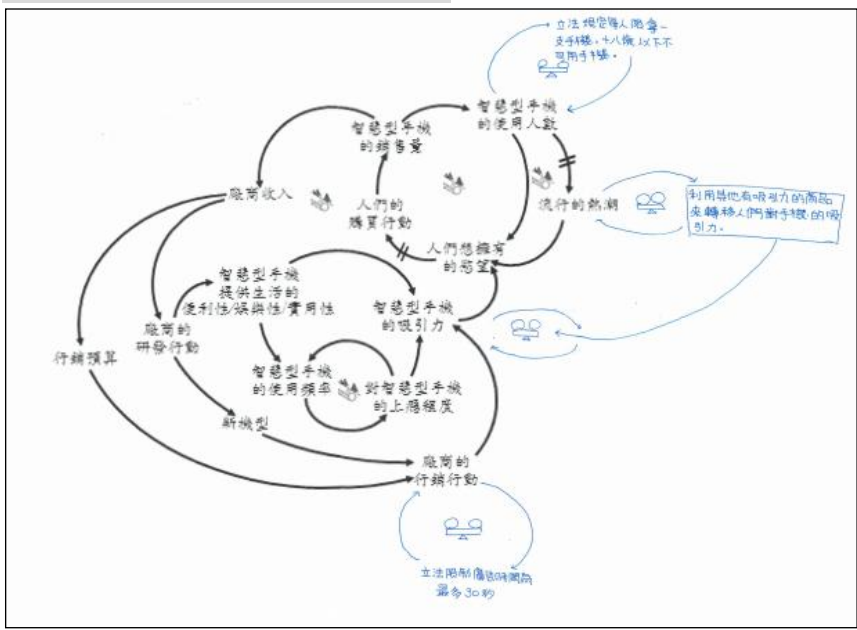 立法規定每人限拿一
支手機。十八歲以下不
可用手機。
智慧型手機
的使用人數
智慧型手機
的銷售量
廠商收入
人們的
購買行動
流行的熱潮
利用其他有吸引力的商品
來轉移人們對手機的吸
引力。
人們想擁有
的慾望
智慧型手機
提供生活的
便利性/娛樂性/實用性
智慧型手機
的吸引力
廠商的
研發行動
行銷預算
智慧型手機
的使用頻率
對智慧型手機
的上癮程度
新機型
廠商的
行銷行動
立法限制廣告時間為
最多30秒